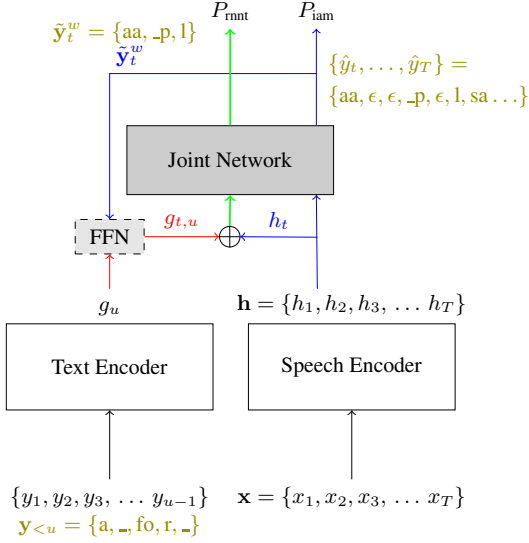 P_rnnt P_iam
ỹ_t^w = {aa, _p, l}
ỹ_t^w
{ŷ_t, . . . , ŷ_T} =
{aa, ϵ, ϵ, _p, ϵ, l, sa . . .}
Joint Network
FFN g_{t,u} ⊕ h_t
g_u h = {h_1, h_2, h_3, . . . h_T}
Text Encoder Speech Encoder
{y_1, y_2, y_3, . . . y_{u−1}} x = {x_1, x_2, x_3, . . . x_T}
y_{<u} = {a, _, fo, r, _}